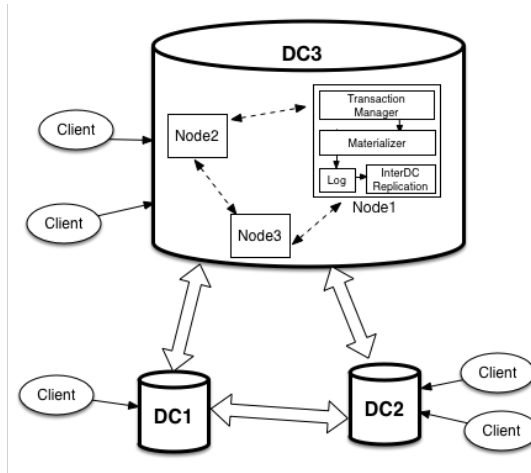 DC3
Transaction
Manager
Client
Node2
Materializer
Log
InterDC
Replication
Node1
Client
Node3
Client
DC1
DC2
Client
Client